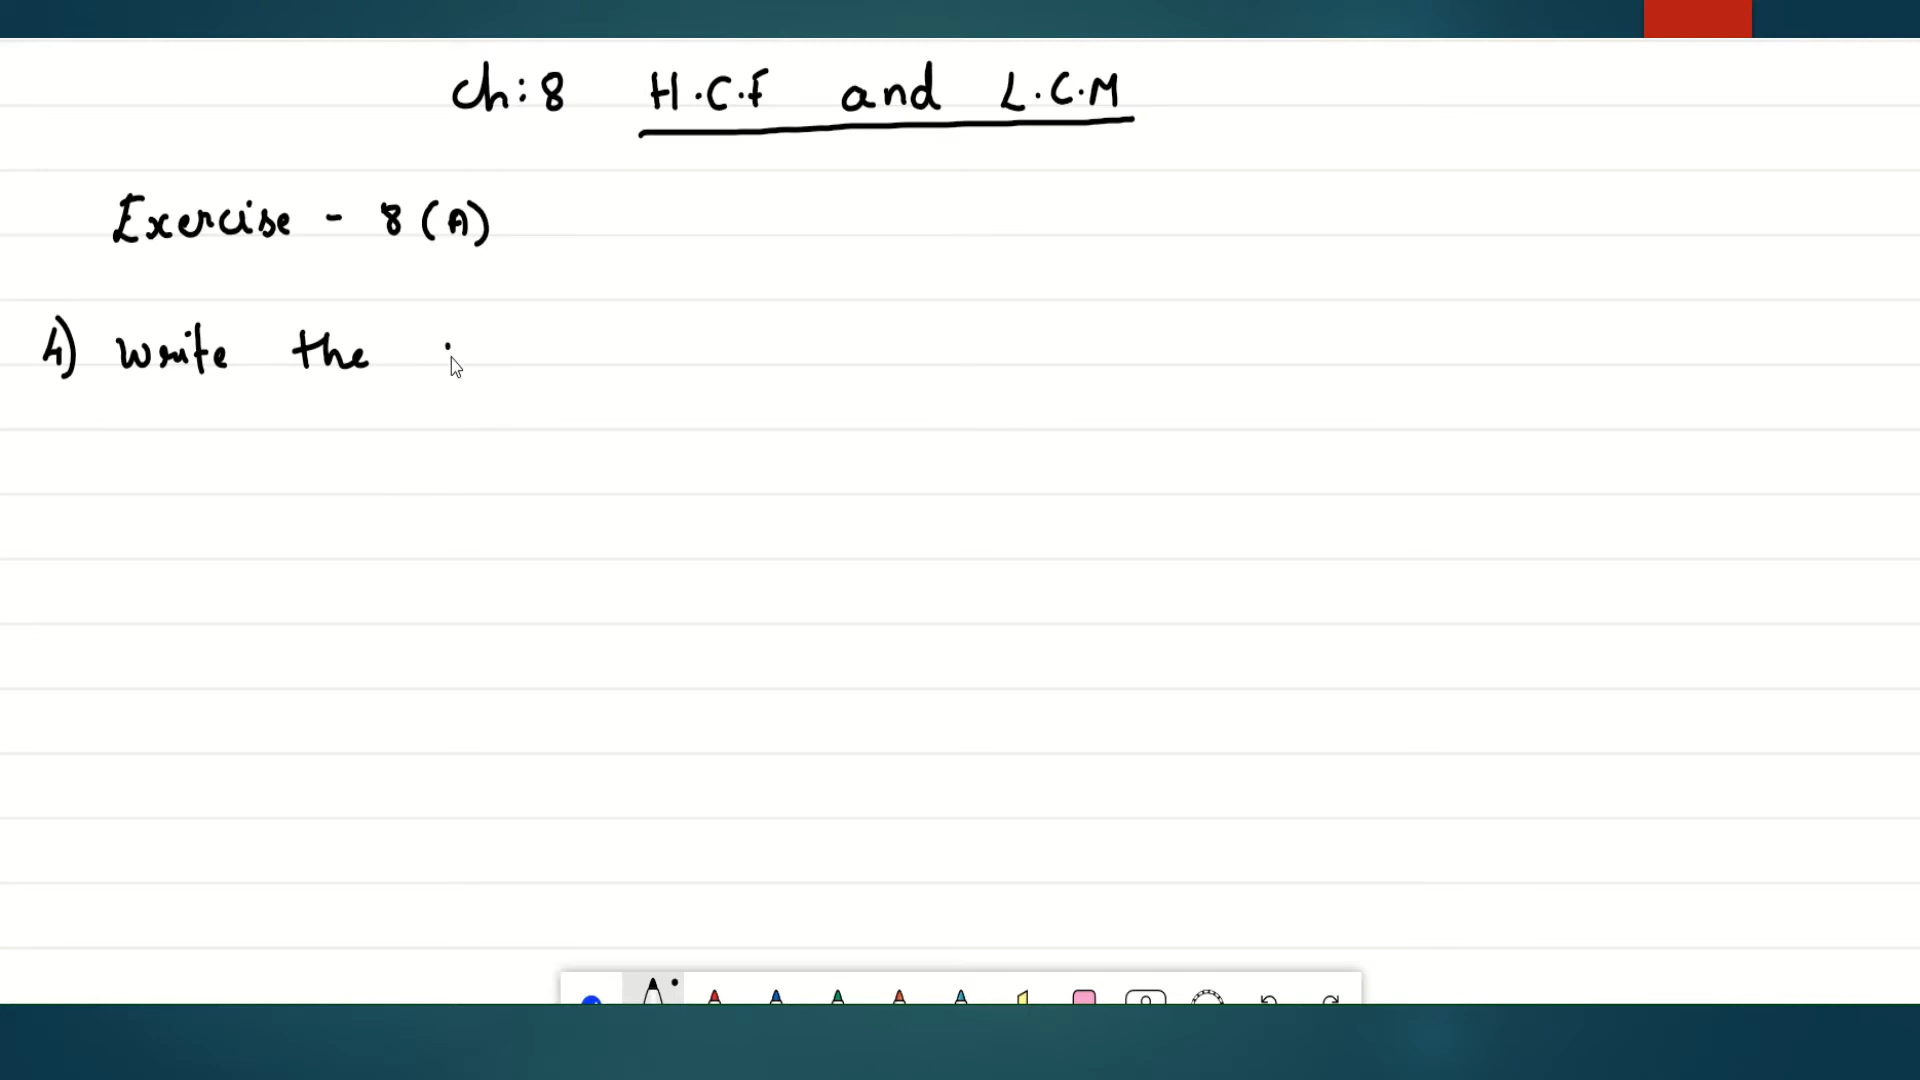 Ch:8 H.C.F and L.C.M
Exercise - 8(A)
4) Write the